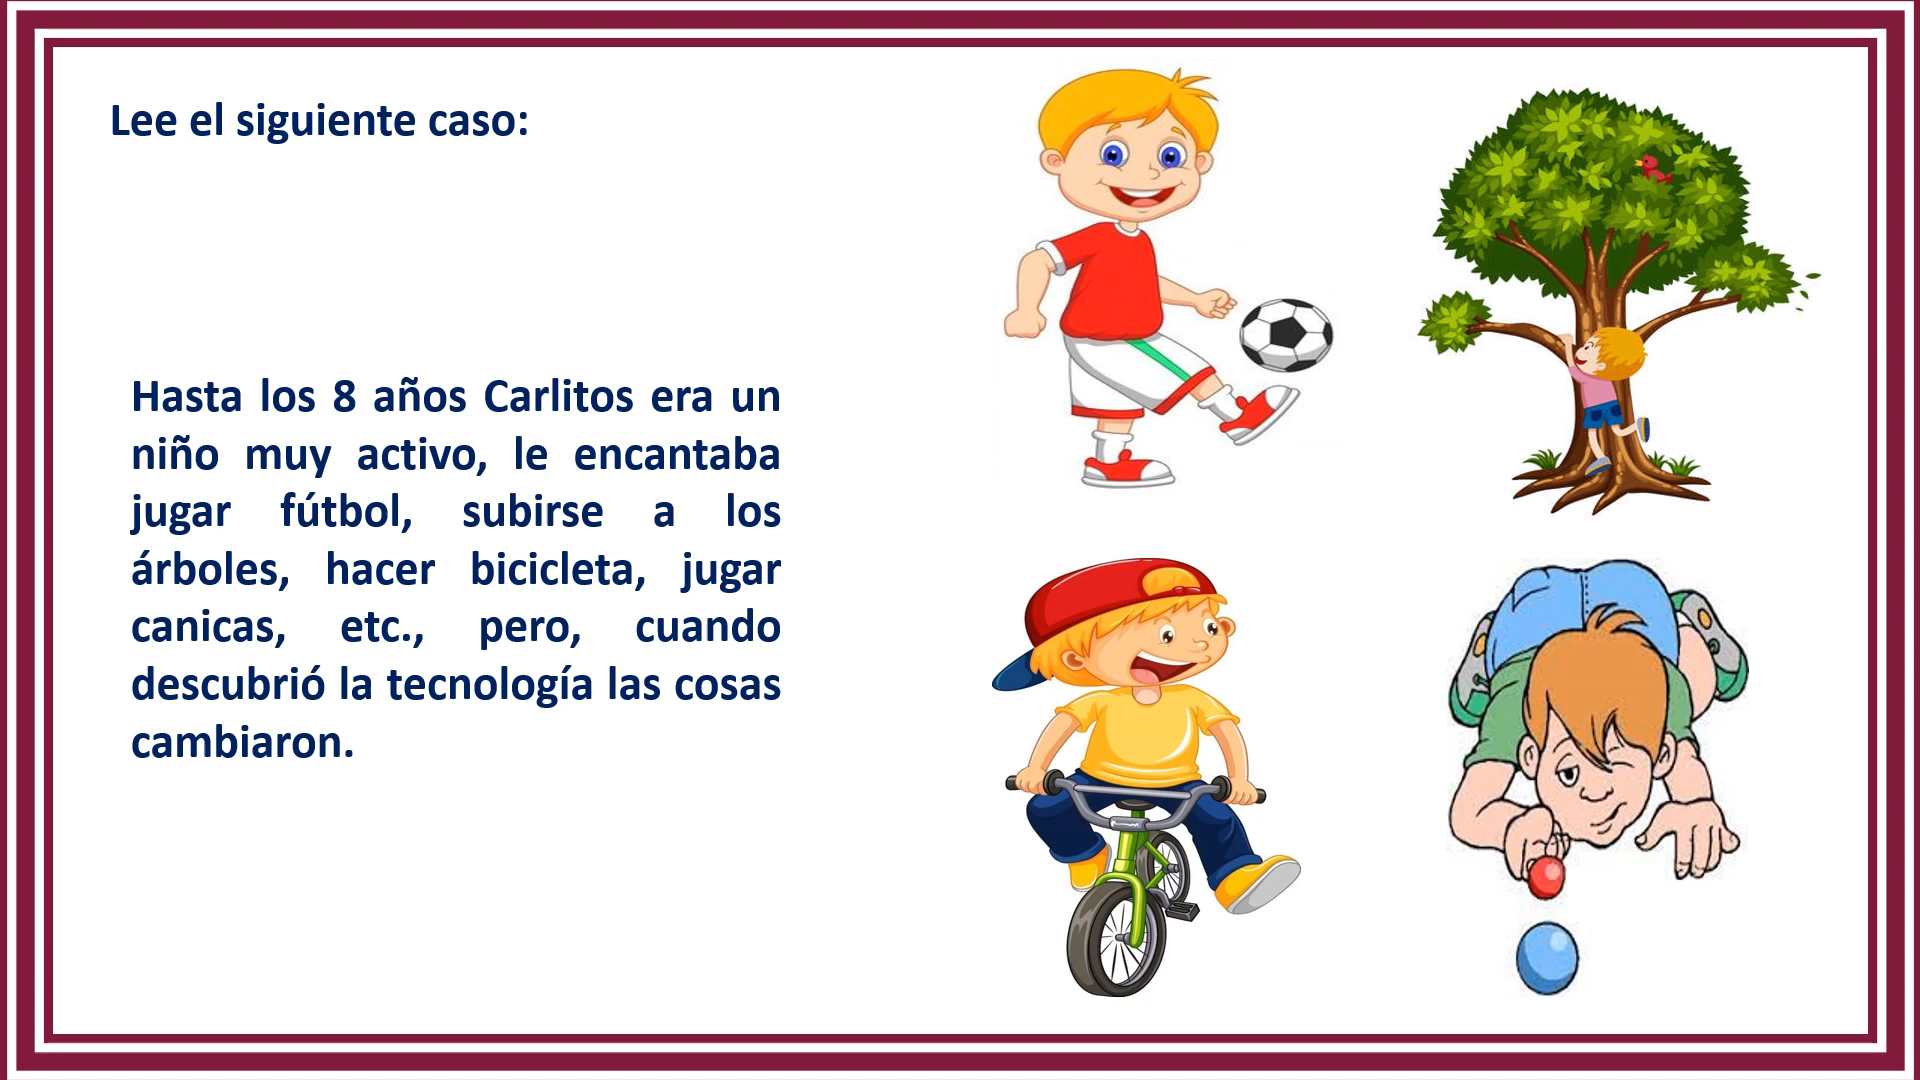 Lee el siguiente caso:
Hasta los 8 años Carlitos era un
niño muy activo, le encantaba
jugar fútbol, subirse a los
árboles, hacer bicicleta, jugar
canicas, etc., pero, cuando
descubrió la tecnología las cosas
cambiaron.